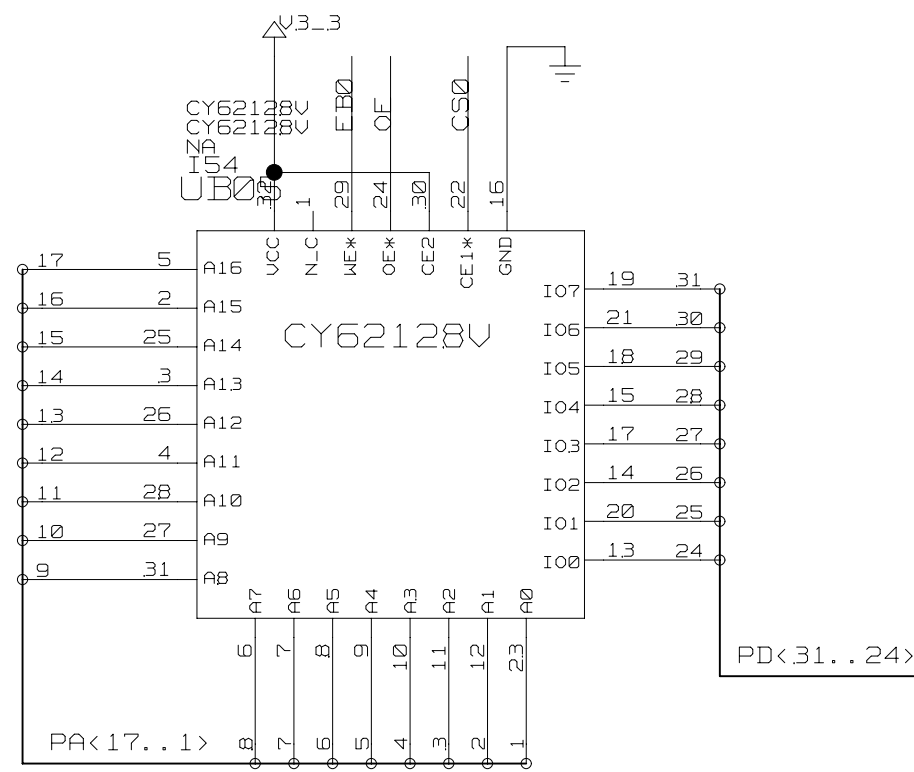 V3_3
EB0
OE
CS0
CY62128V
CY62128V
NA
I54
UB05
32
1
29
24
30
22
16
VCC
N_C
WE*
OE*
CE2
CE1*
GND
17 5 A16
16 2 A15
15 25 A14
14 3 A13
13 26 A12
12 4 A11
11 28 A10
10 27 A9
9 31 A8
CY62128V
IO7 19 31
IO6 21 30
IO5 18 29
IO4 15 28
IO3 17 27
IO2 14 26
IO1 20 25
IO0 13 24
A7 A6 A5 A4 A3 A2 A1 A0
6 7 8 9 10 11 12 23
8 7 6 5 4 3 2 1
PD<31..24>
PA<17..1>